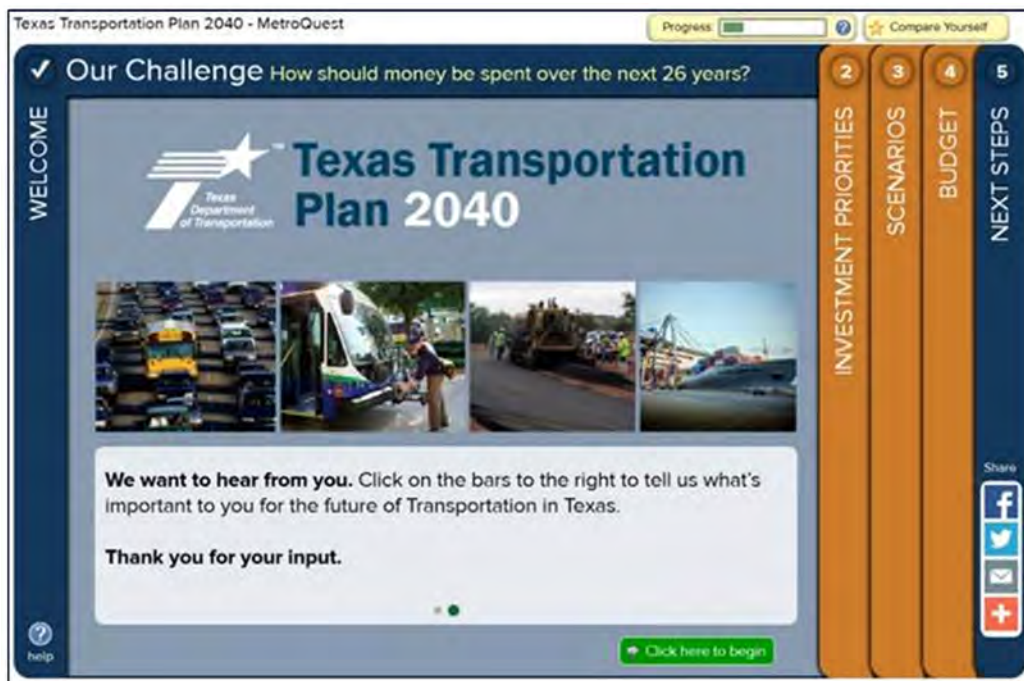 Texas Transportation Plan 2040 - MetroQuest
Progress:
?
Compare Yourself
✓ Our Challenge How should money be spent over the next 26 years?
WELCOME
™
Texas
Department
of Transportation
Texas Transportation
Plan 2040
We want to hear from you. Click on the bars to the right to tell us what's
important to you for the future of Transportation in Texas.
Thank you for your input.
Click here to begin
?
help
2
INVESTMENT PRIORITIES
3
SCENARIOS
4
BUDGET
5
NEXT STEPS
Share
f
+